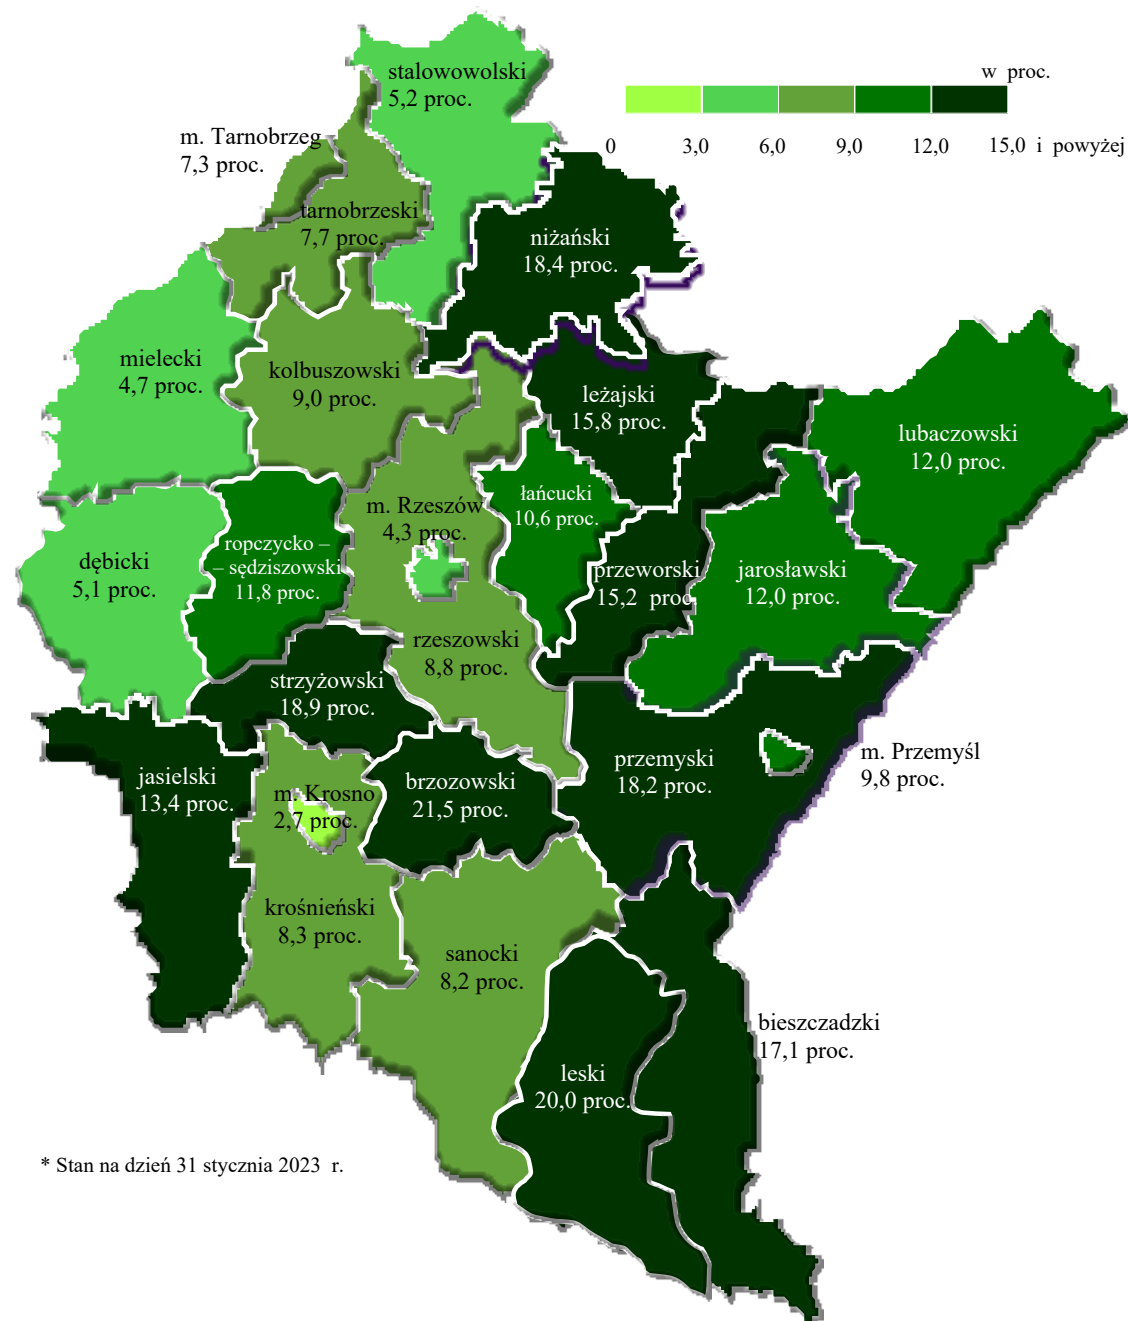 stalowowolski
5,2 proc.
w proc.
0 3,0 6,0 9,0 12,0 15,0 i powyżej
m. Tarnobrzeg
7,3 proc.
tarnobrzeski
7,7 proc.
niżański
18,4 proc.
mielecki
4,7 proc.
kolbuszowski
9,0 proc.
leżajski
15,8 proc.
lubaczowski
12,0 proc.
m. Rzeszów
4,3 proc.
łańcucki
10,6 proc.
dębicki
5,1 proc.
ropczycko –
– sędziszowski
11,8 proc.
przeworski
15,2 proc.
jarosławski
12,0 proc.
rzeszowski
8,8 proc.
strzyżowski
18,9 proc.
jasielski
13,4 proc.
m. Krosno
2,7 proc.
brzozowski
21,5 proc.
przemyski
18,2 proc.
m. Przemyśl
9,8 proc.
krośnieński
8,3 proc.
sanocki
8,2 proc.
bieszczadzki
17,1 proc.
leski
20,0 proc.
* Stan na dzień 31 stycznia 2023 r.